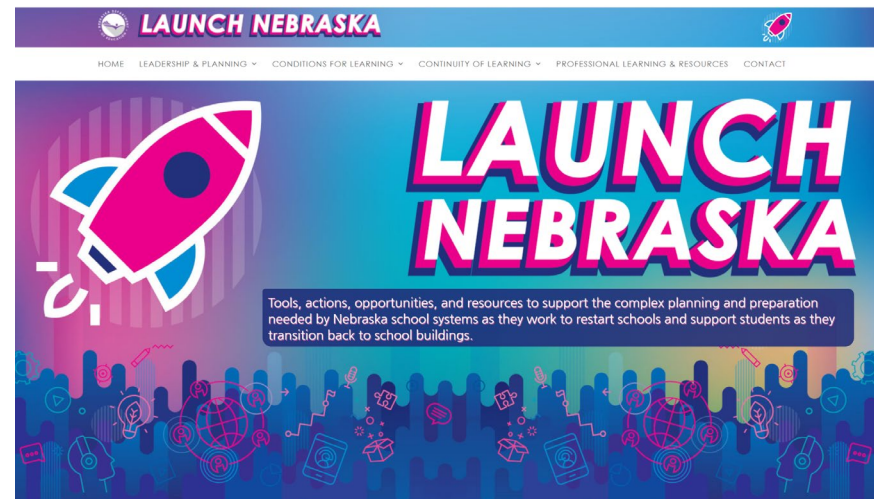 LAUNCH NEBRASKA
HOME LEADERSHIP & PLANNING CONDITIONS FOR LEARNING CONTINUITY OF LEARNING PROFESSIONAL LEARNING & RESOURCES CONTACT
LAUNCH
NEBRASKA
Tools, actions, opportunities, and resources to support the complex planning and preparation
needed by Nebraska school systems as they work to restart schools and support students as they
transition back to school buildings.